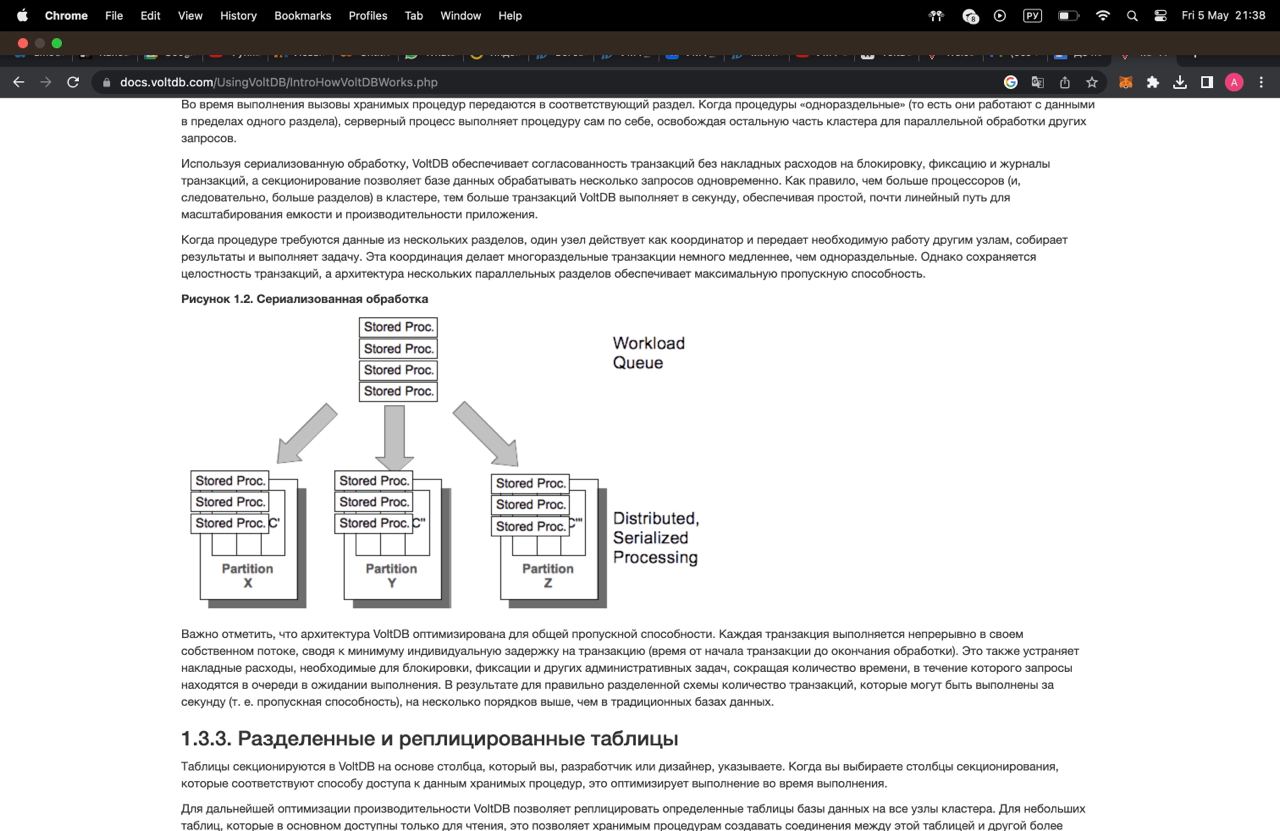 Chrome File Edit View History Bookmarks Profiles Tab Window Help 8 РУ Fri 5 May 21:38
docs.voltdb.com/UsingVoltDB/IntroHowVoltDBWorks.php A
Во время выполнения вызовы хранимых процедур передаются в соответствующий раздел. Когда процедуры «однораздельные» (то есть они работают с данными
в пределах одного раздела), серверный процесс выполняет процедуру сам по себе, освобождая остальную часть кластера для параллельной обработки других
запросов.
Используя сериализованную обработку, VoltDB обеспечивает согласованность транзакций без накладных расходов на блокировку, фиксацию и журналы
транзакций, а секционирование позволяет базе данных обрабатывать несколько запросов одновременно. Как правило, чем больше процессоров (и,
следовательно, больше разделов) в кластере, тем больше транзакций VoltDB выполняет в секунду, обеспечивая простой, почти линейный путь для
масштабирования емкости и производительности приложения.
Когда процедуре требуются данные из нескольких разделов, один узел действует как координатор и передает необходимую работу другим узлам, собирает
результаты и выполняет задачу. Эта координация делает многораздельные транзакции немного медленнее, чем однораздельные. Однако сохраняется
целостность транзакций, а архитектура нескольких параллельных разделов обеспечивает максимальную пропускную способность.
Рисунок 1.2. Сериализованная обработка
Stored Proc.
Stored Proc.
Stored Proc.
Stored Proc.
Workload
Queue
Stored Proc.
Stored Proc.
Stored Proc. C'
Partition
X
Stored Proc.
Stored Proc.
Stored Proc. C''
Partition
Y
Stored Proc.
Stored Proc.
Stored Proc. C'''
Partition
Z
Distributed,
Serialized
Processing
Важно отметить, что архитектура VoltDB оптимизирована для общей пропускной способности. Каждая транзакция выполняется непрерывно в своем
собственном потоке, сводя к минимуму индивидуальную задержку на транзакцию (время от начала транзакции до окончания обработки). Это также устраняет
накладные расходы, необходимые для блокировки, фиксации и других административных задач, сокращая количество времени, в течение которого запросы
находятся в очереди в ожидании выполнения. В результате для правильно разделенной схемы количество транзакций, которые могут быть выполнены за
секунду (т. е. пропускная способность), на несколько порядков выше, чем в традиционных базах данных.
1.3.3. Разделенные и реплицированные таблицы
Таблицы секционируются в VoltDB на основе столбца, который вы, разработчик или дизайнер, указываете. Когда вы выбираете столбцы секционирования,
которые соответствуют способу доступа к данным хранимых процедур, это оптимизирует выполнение во время выполнения.
Для дальнейшей оптимизации производительности VoltDB позволяет реплицировать определенные таблицы базы данных на все узлы кластера. Для небольших
таблиц, которые в основном доступны только для чтения, это позволяет хранимым процедурам создавать соединения между этой таблицей и другой более